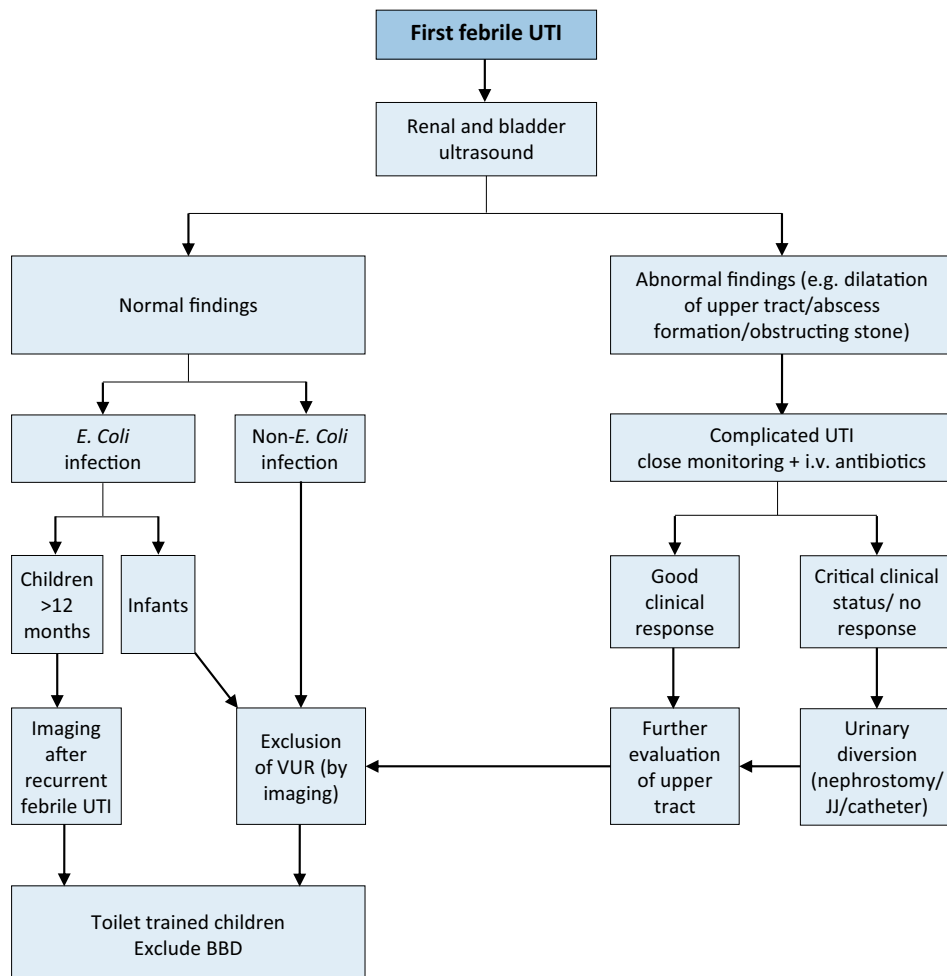 First febrile UTI
Renal and bladder
ultrasound
Normal findings
Abnormal findings (e.g. dilatation
of upper tract/abscess
formation/obstructing stone)
E. Coli
infection
Non-E. Coli
infection
Complicated UTI
close monitoring + i.v. antibiotics
Children
>12
months
Infants
Good
clinical
response
Critical clinical
status/ no
response
Imaging
after
recurrent
febrile UTI
Exclusion
of VUR (by
imaging)
Further
evaluation
of upper
tract
Urinary
diversion
(nephrostomy/
JJ/catheter)
Toilet trained children
Exclude BBD